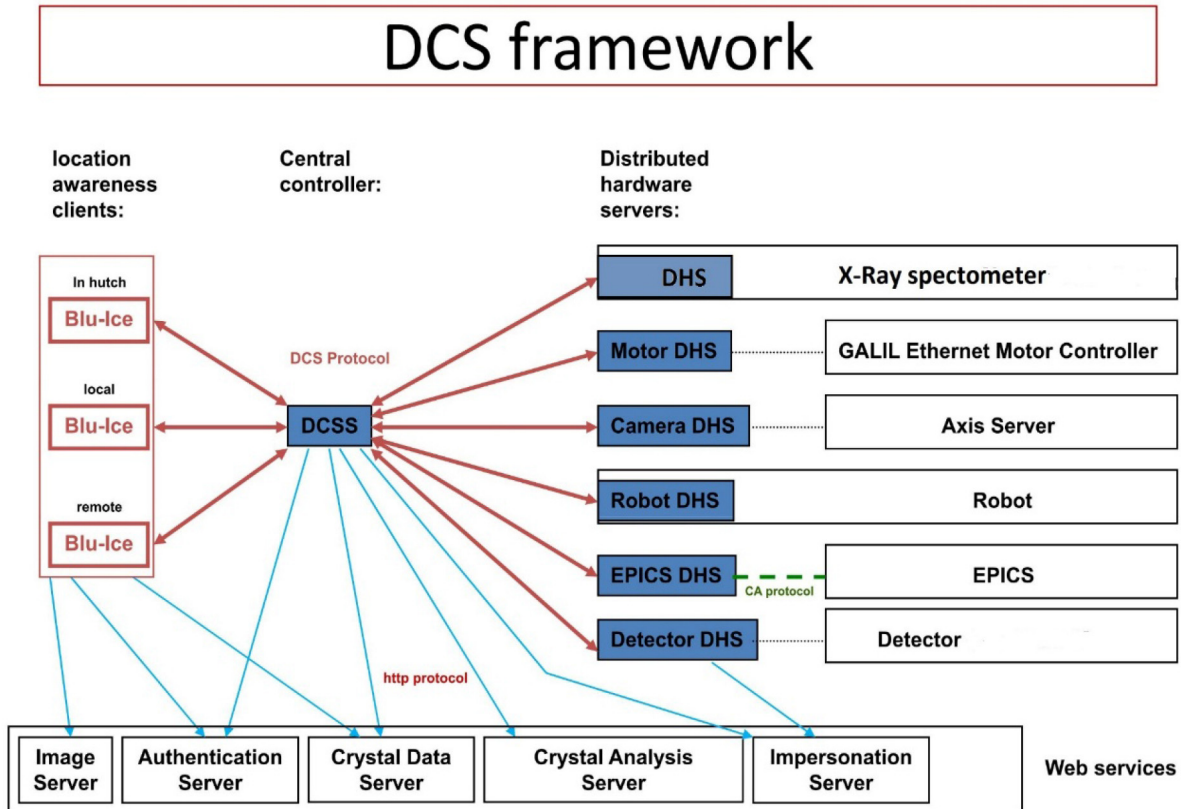 DCS framework
location
awareness
clients:
Central
controller:
Distributed
hardware
servers:
In hutch
Blu-Ice
local
Blu-Ice
remote
Blu-Ice
DCS Protocol
DCSS
DHS
X-Ray spectometer
Motor DHS
GALIL Ethernet Motor Controller
Camera DHS
Axis Server
Robot DHS
Robot
EPICS DHS
CA protocol
EPICS
Detector DHS
Detector
http protocol
Image
Server
Authentication
Server
Crystal Data
Server
Crystal Analysis
Server
Impersonation
Server
Web services